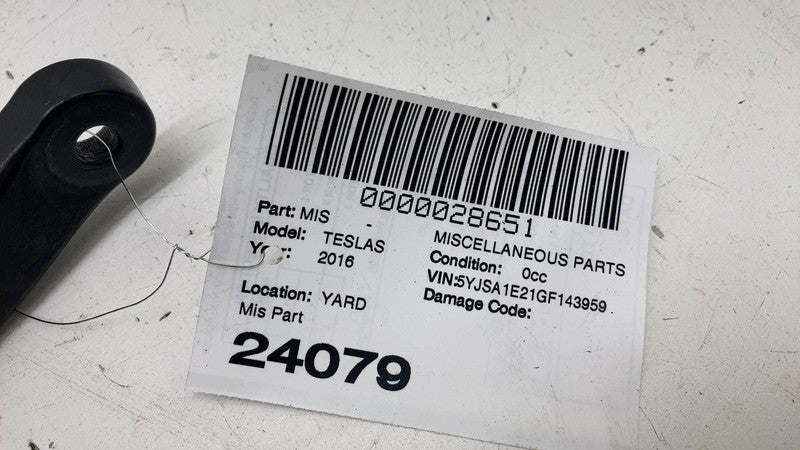 0000028651
Part: MIS - MISCELLANEOUS PARTS
Model: TESLAS Condition: 0cc
Year: 2016 VIN:5YJSA1E21GF143959
Damage Code:
Location: YARD
Mis Part
24079